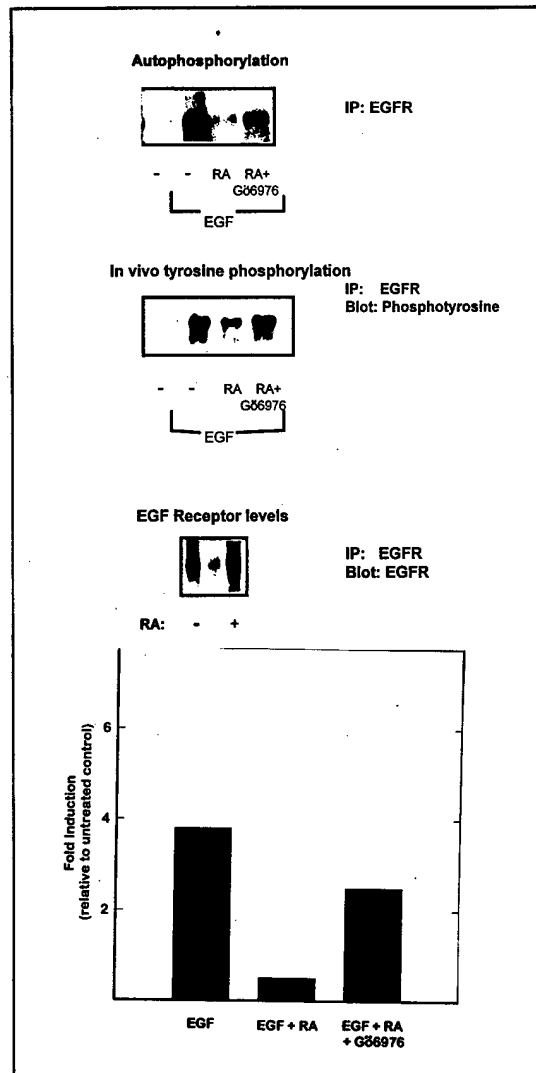 Autophosphorylation
IP: EGFR
- - RA RA+
Gö6976
EGF
In vivo tyrosine phosphorylation
IP: EGFR
Blot: Phosphotyrosine
- - RA RA+
Gö6976
EGF
EGF Receptor levels
IP: EGFR
Blot: EGFR
RA: - +
Fold Induction
(relative to untreated control)
6
4
2
EGF
EGF + RA
EGF + RA
+ Gö6976